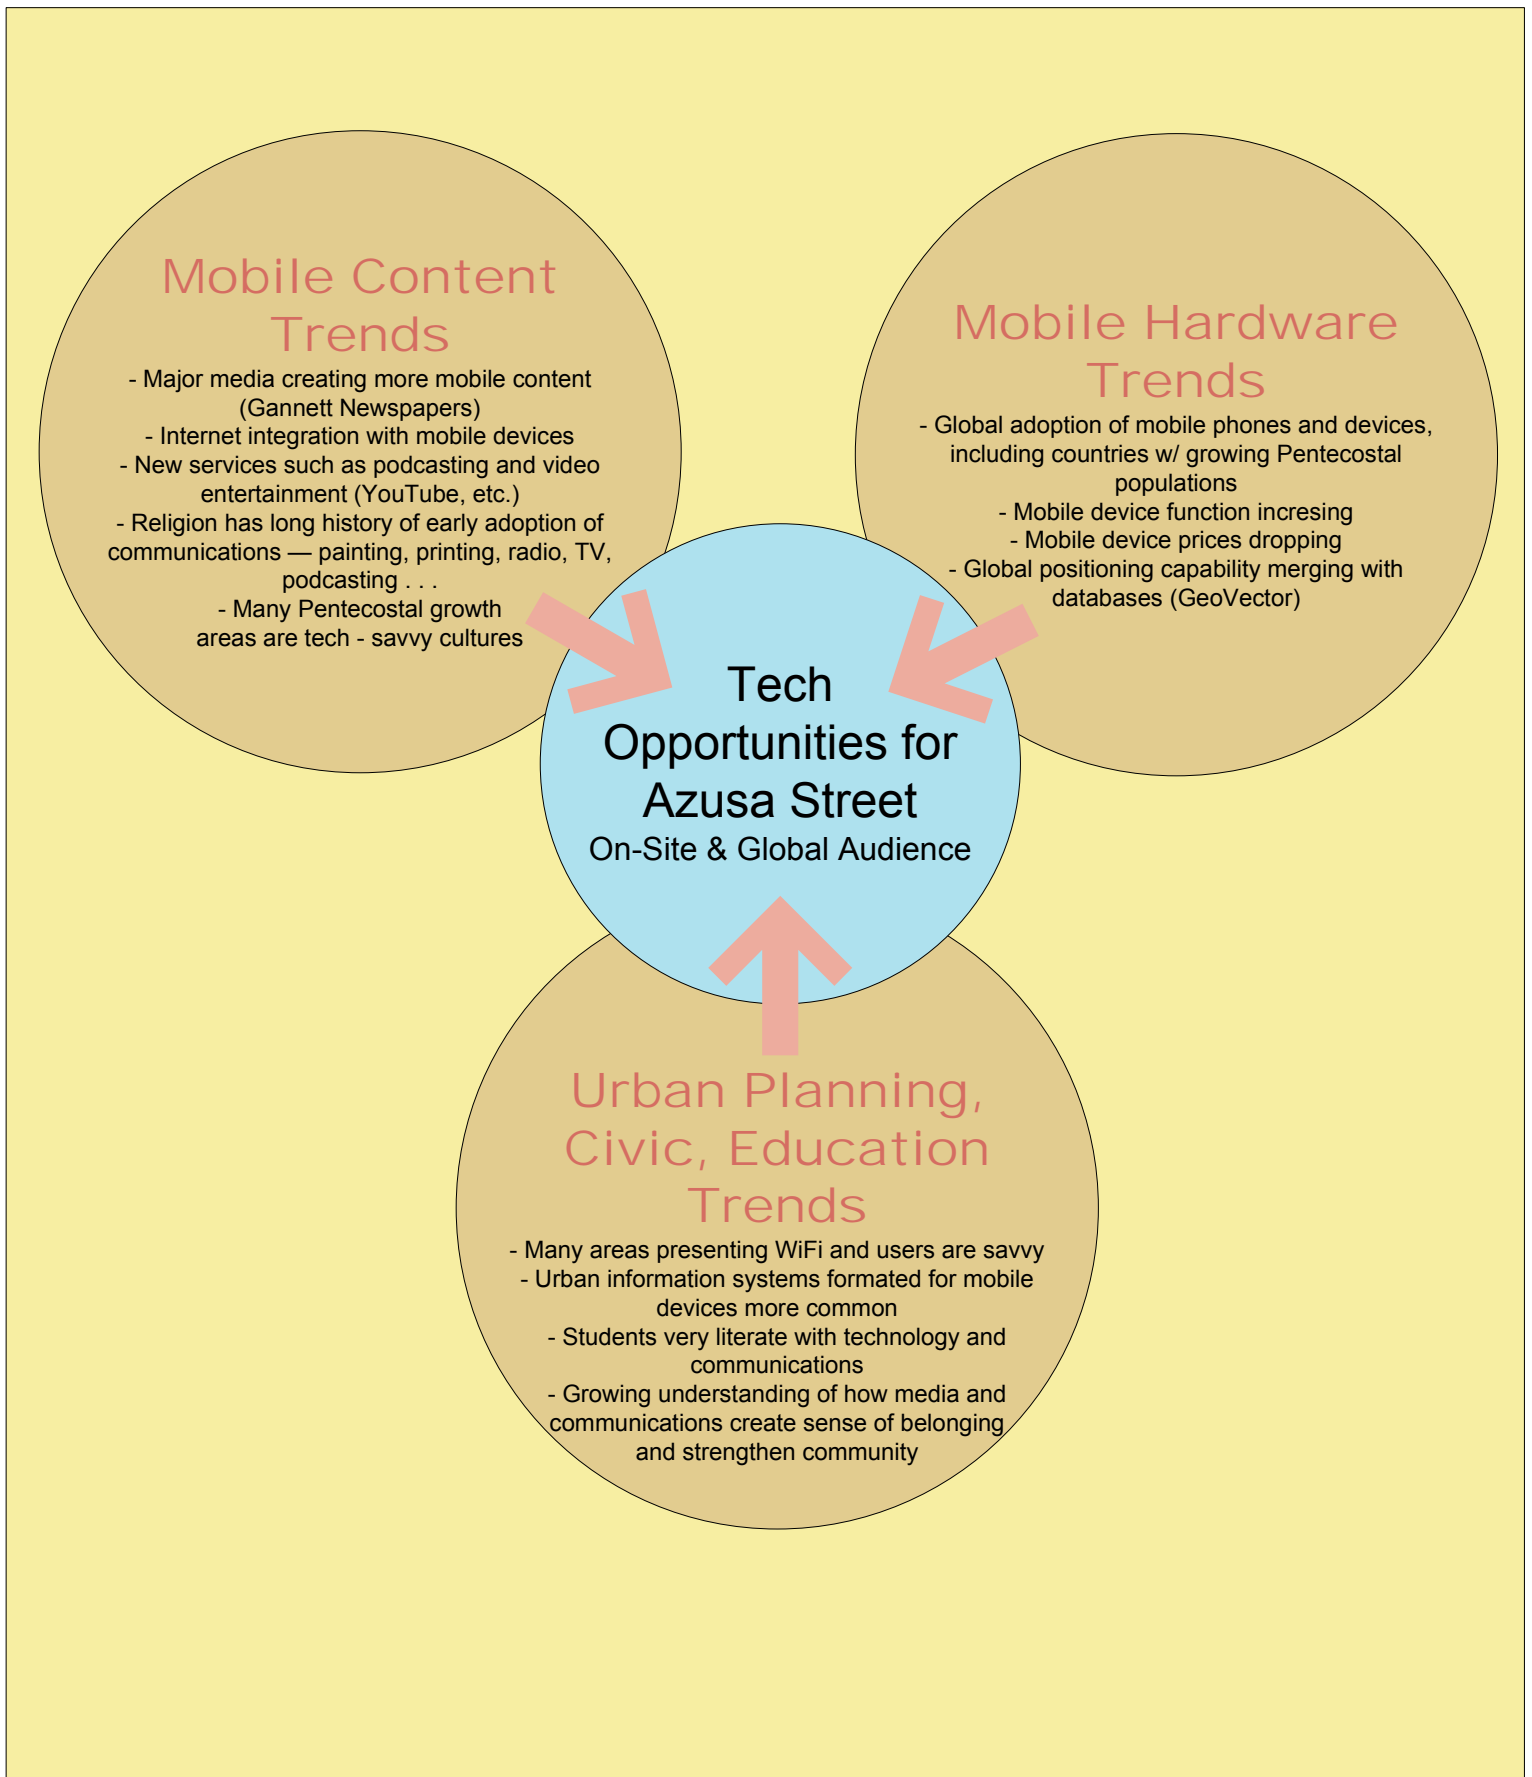 Mobile Content
Trends
- Major media creating more mobile content
(Gannett Newspapers)
- Internet integration with mobile devices
- New services such as podcasting and video
entertainment (YouTube, etc.)
- Religion has long history of early adoption of
communications — painting, printing, radio, TV,
podcasting . . .
- Many Pentecostal growth
areas are tech - savvy cultures
Mobile Hardware
Trends
- Global adoption of mobile phones and devices,
including countries w/ growing Pentecostal
populations
- Mobile device function incresing
- Mobile device prices dropping
- Global positioning capability merging with
databases (GeoVector)
Tech
Opportunities for
Azusa Street
On-Site & Global Audience
Urban Planning,
Civic, Education
Trends
- Many areas presenting WiFi and users are savvy
- Urban information systems formated for mobile
devices more common
- Students very literate with technology and
communications
- Growing understanding of how media and
communications create sense of belonging
and strengthen community